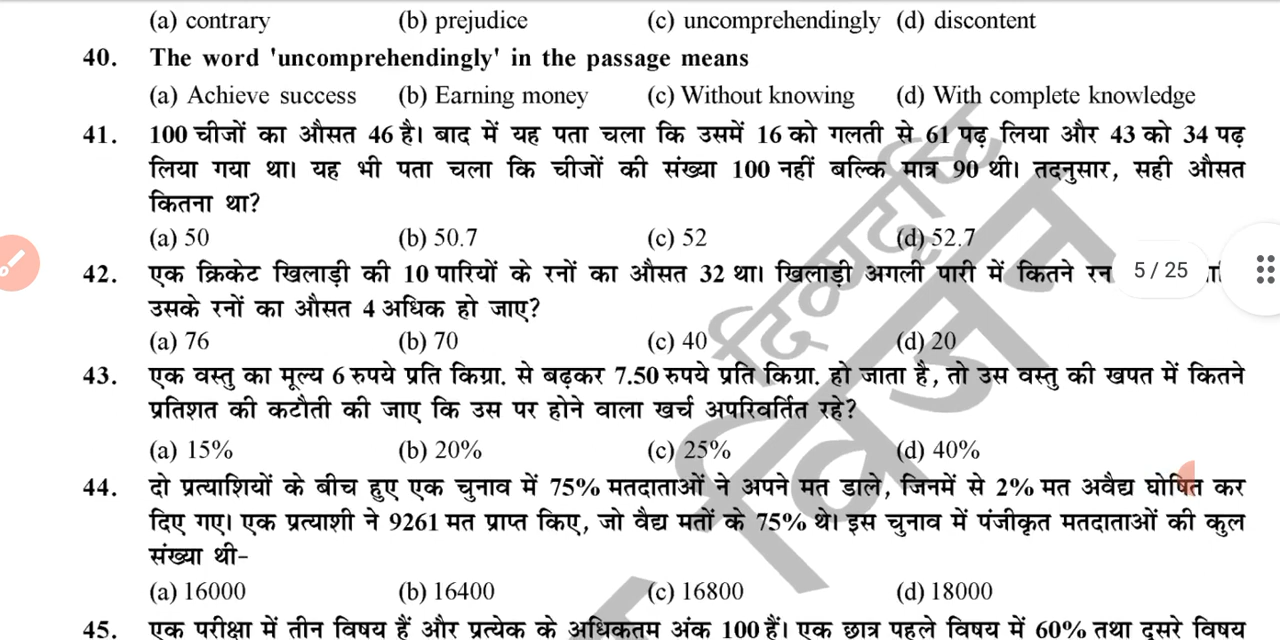 (a) contrary (b) prejudice (c) uncomprehendingly (d) discontent
40. The word 'uncomprehendingly' in the passage means
(a) Achieve success (b) Earning money (c) Without knowing (d) With complete knowledge
41. 100 चीजों का औसत 46 है। बाद में यह पता चला कि उसमें 16 को गलती से 61 पढ़ लिया और 43 को 34 पढ़
लिया गया था। यह भी पता चला कि चीजों की संख्या 100 नहीं बल्कि मात्र 90 थी। तदनुसार, सही औसत
कितना था?
(a) 50 (b) 50.7 (c) 52 (d) 52.7
42. एक क्रिकेट खिलाड़ी की 10 पारियों के रनों का औसत 32 था। खिलाड़ी अगली पारी में कितने रन
5 / 25
उसके रनों का औसत 4 अधिक हो जाए?
(a) 76 (b) 70 (c) 40 (d) 20
43. एक वस्तु का मूल्य 6 रुपये प्रति किग्रा. से बढ़कर 7.50 रुपये प्रति किग्रा. हो जाता है, तो उस वस्तु की खपत में कितने
प्रतिशत की कटौती की जाए कि उस पर होने वाला खर्च अपरिवर्तित रहे?
(a) 15% (b) 20% (c) 25% (d) 40%
44. दो प्रत्याशियों के बीच हुए एक चुनाव में 75% मतदाताओं ने अपने मत डाले, जिनमें से 2% मत अवैद्य घोषित कर
दिए गए। एक प्रत्याशी ने 9261 मत प्राप्त किए, जो वैद्य मतों के 75% थे। इस चुनाव में पंजीकृत मतदाताओं की कुल
संख्या थी-
(a) 16000 (b) 16400 (c) 16800 (d) 18000
45. एक परीक्षा में तीन विषय हैं और प्रत्येक के अधिकतम अंक 100 हैं। एक छात्र पहले विषय में 60% तथा दूसरे विषय